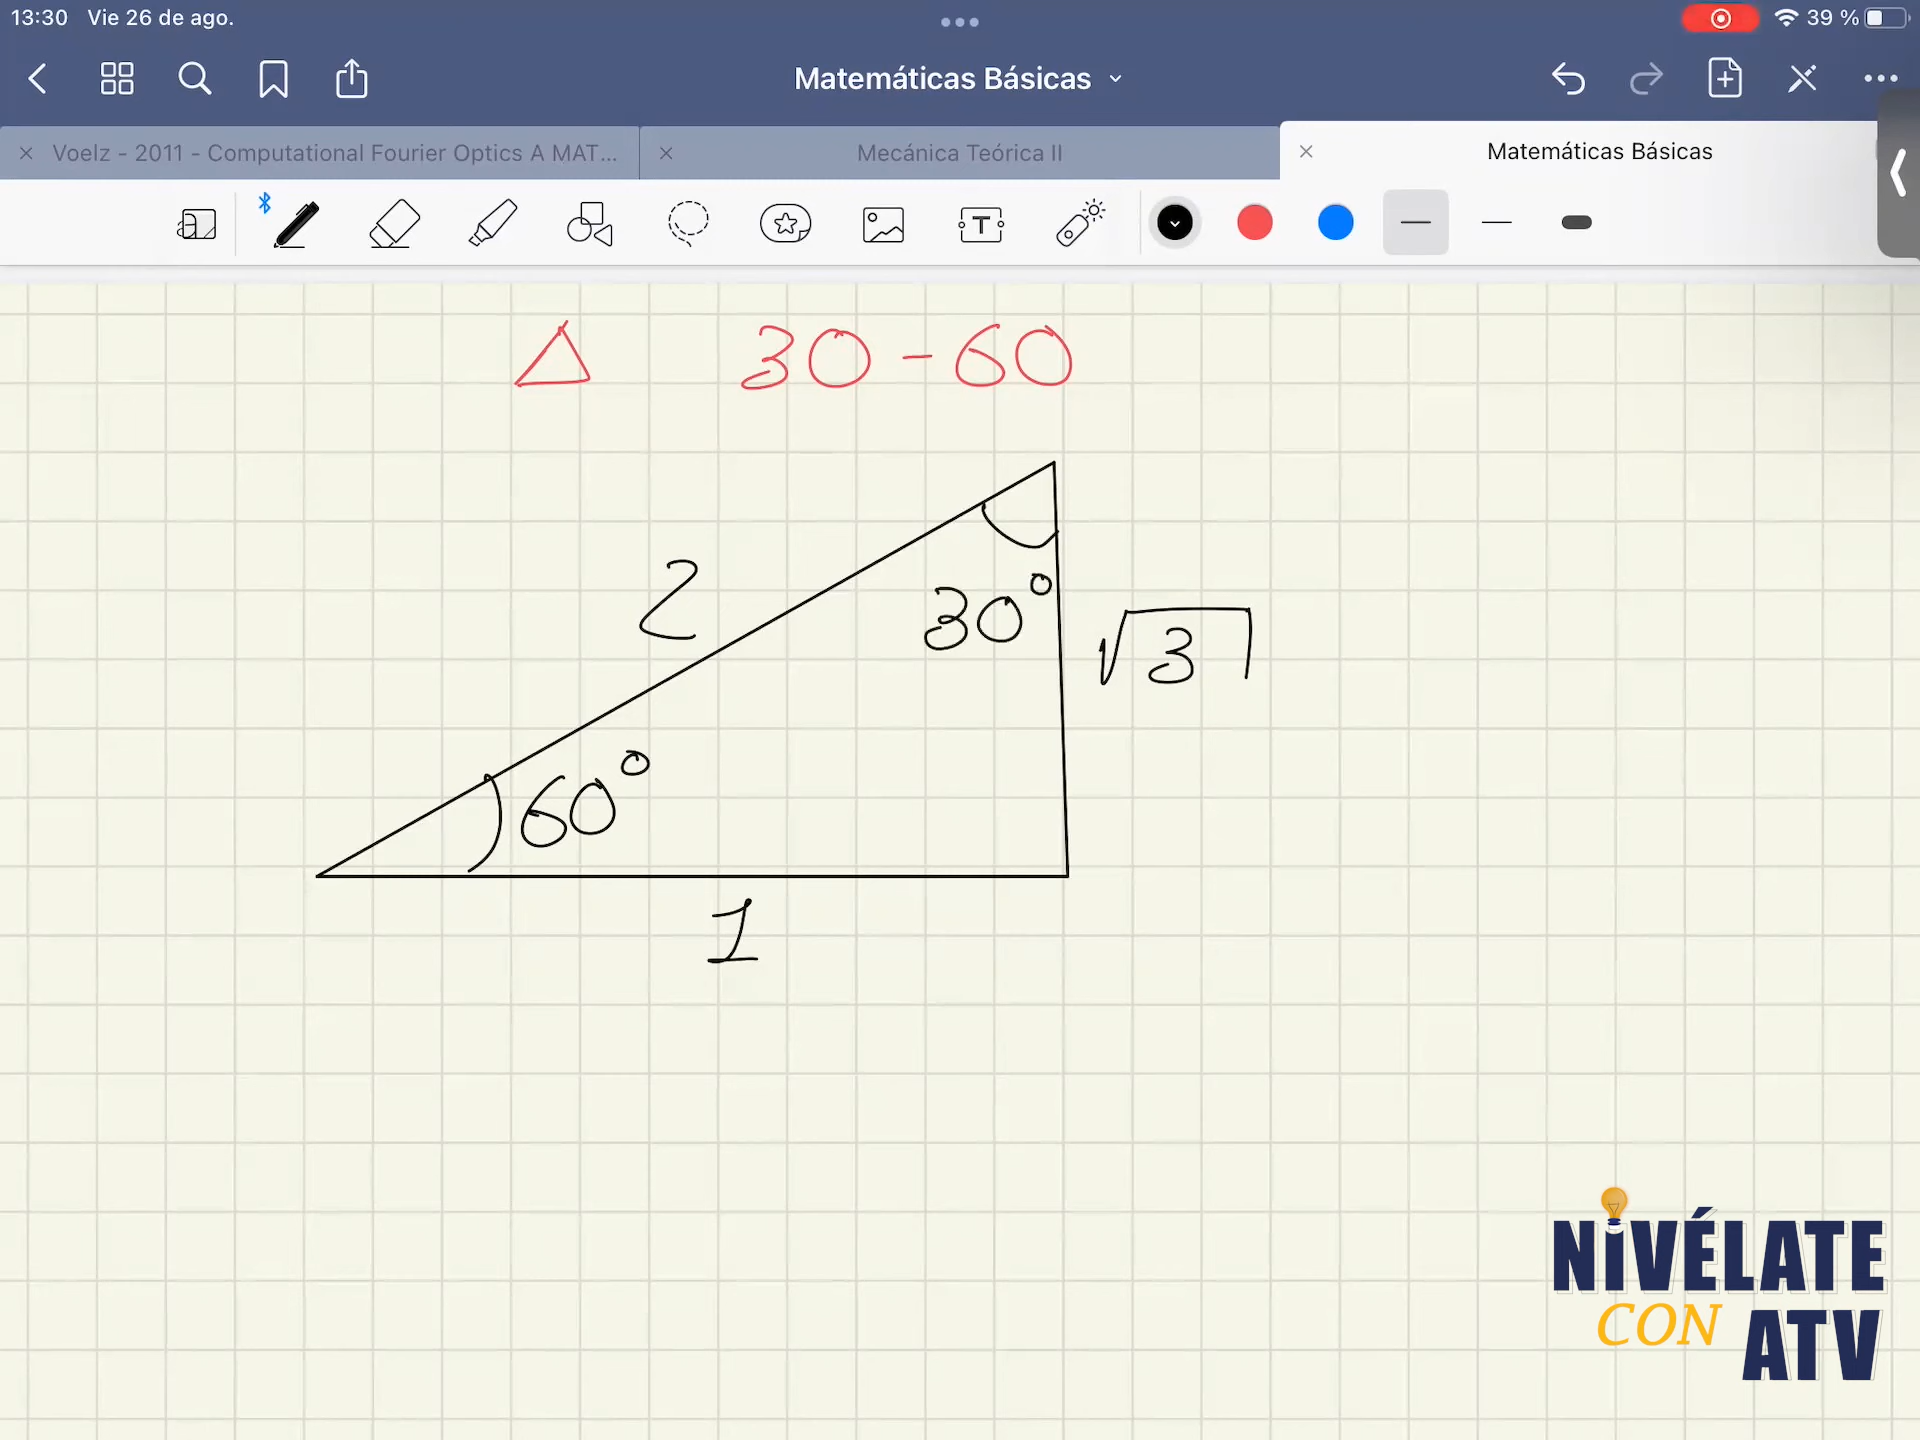 13:30 Vie 26 de ago.
39 %
Matemáticas Básicas
Voelz - 2011 - Computational Fourier Optics A MAT...
Mecánica Teórica II
Matemáticas Básicas
T
Δ 30-60
2
30°
√3
60°
1
NiVÉLATE
CON
ATV